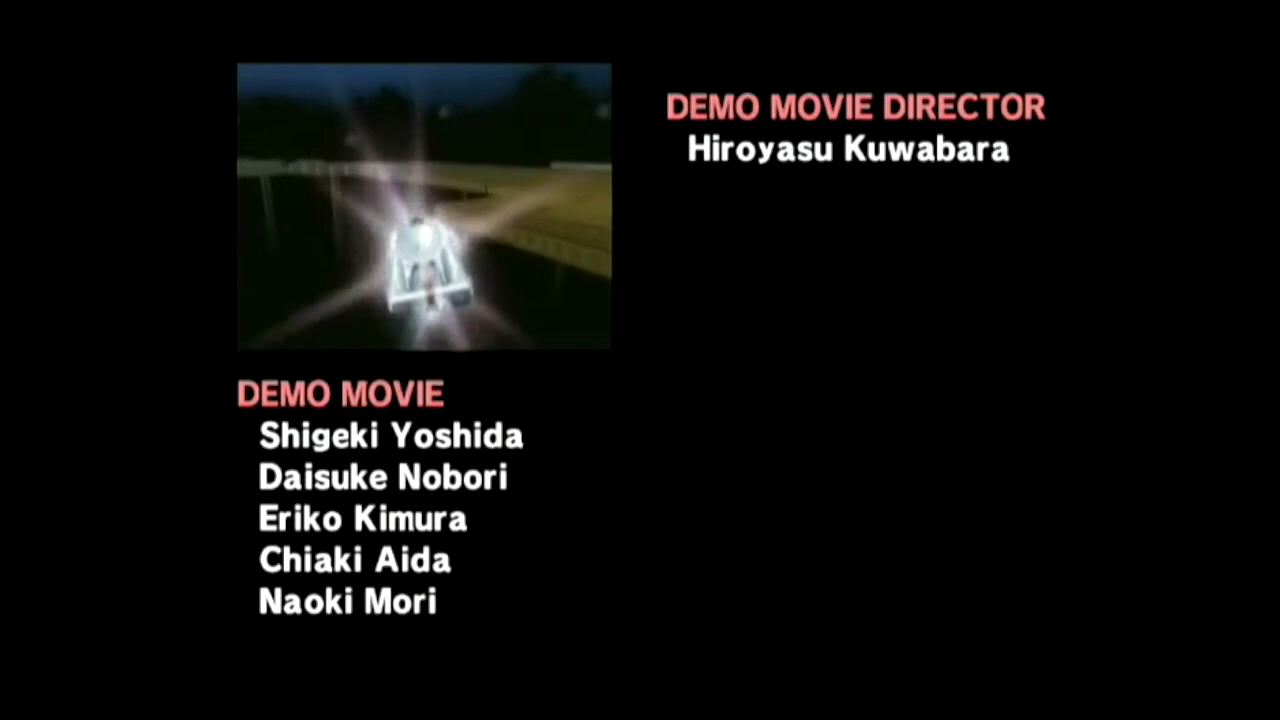 DEMO MOVIE DIRECTOR
Hiroyasu Kuwabara
DEMO MOVIE
Shigeki Yoshida
Daisuke Nobori
Eriko Kimura
Chiaki Aida
Naoki Mori